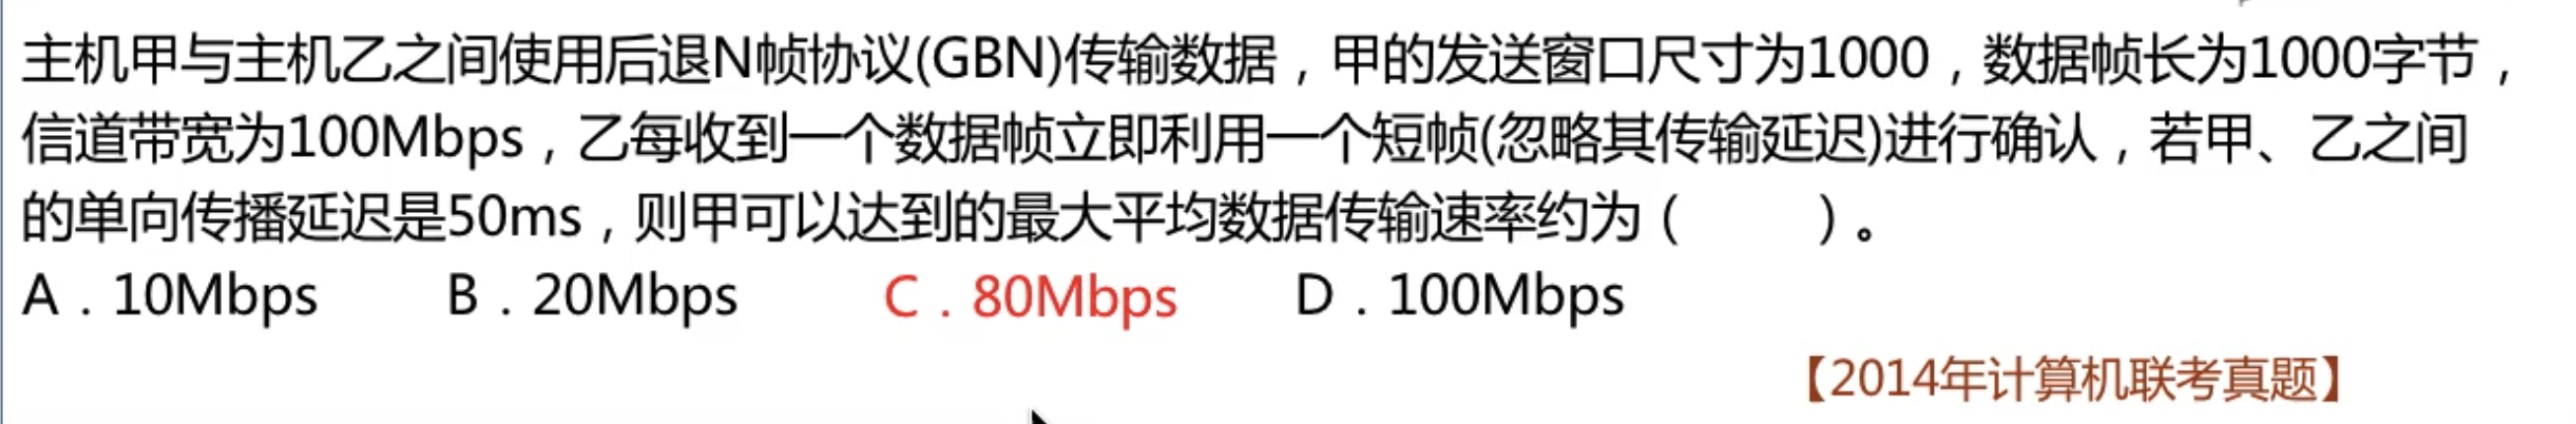 主机甲与主机乙之间使用后退N帧协议(GBN)传输数据，甲的发送窗口尺寸为1000，数据帧长为1000字节，
信道带宽为100Mbps，乙每收到一个数据帧立即利用一个短帧(忽略其传输延迟)进行确认，若甲、乙之间
的单向传播延迟是50ms，则甲可以达到的最大平均数据传输速率约为（　　）。
A．10Mbps　　B．20Mbps　　C．80Mbps　　D．100Mbps
【2014年计算机联考真题】